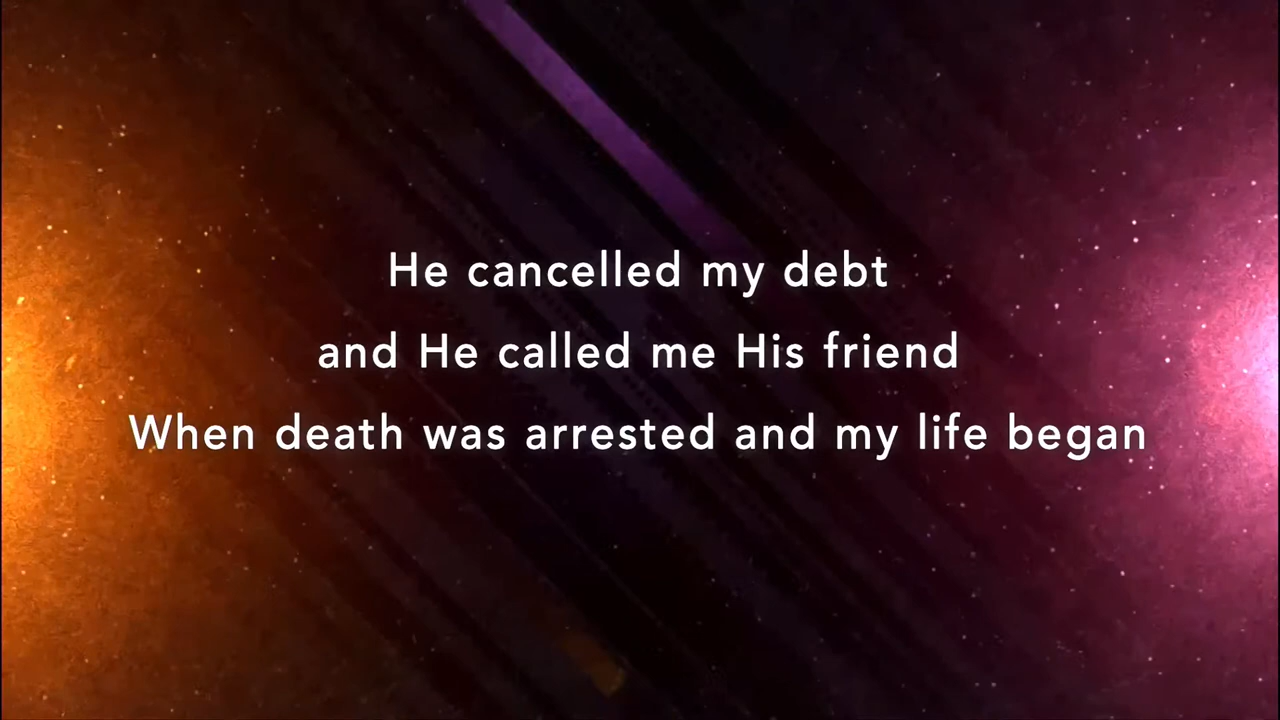 He cancelled my debt
and He called me His friend
When death was arrested and my life began